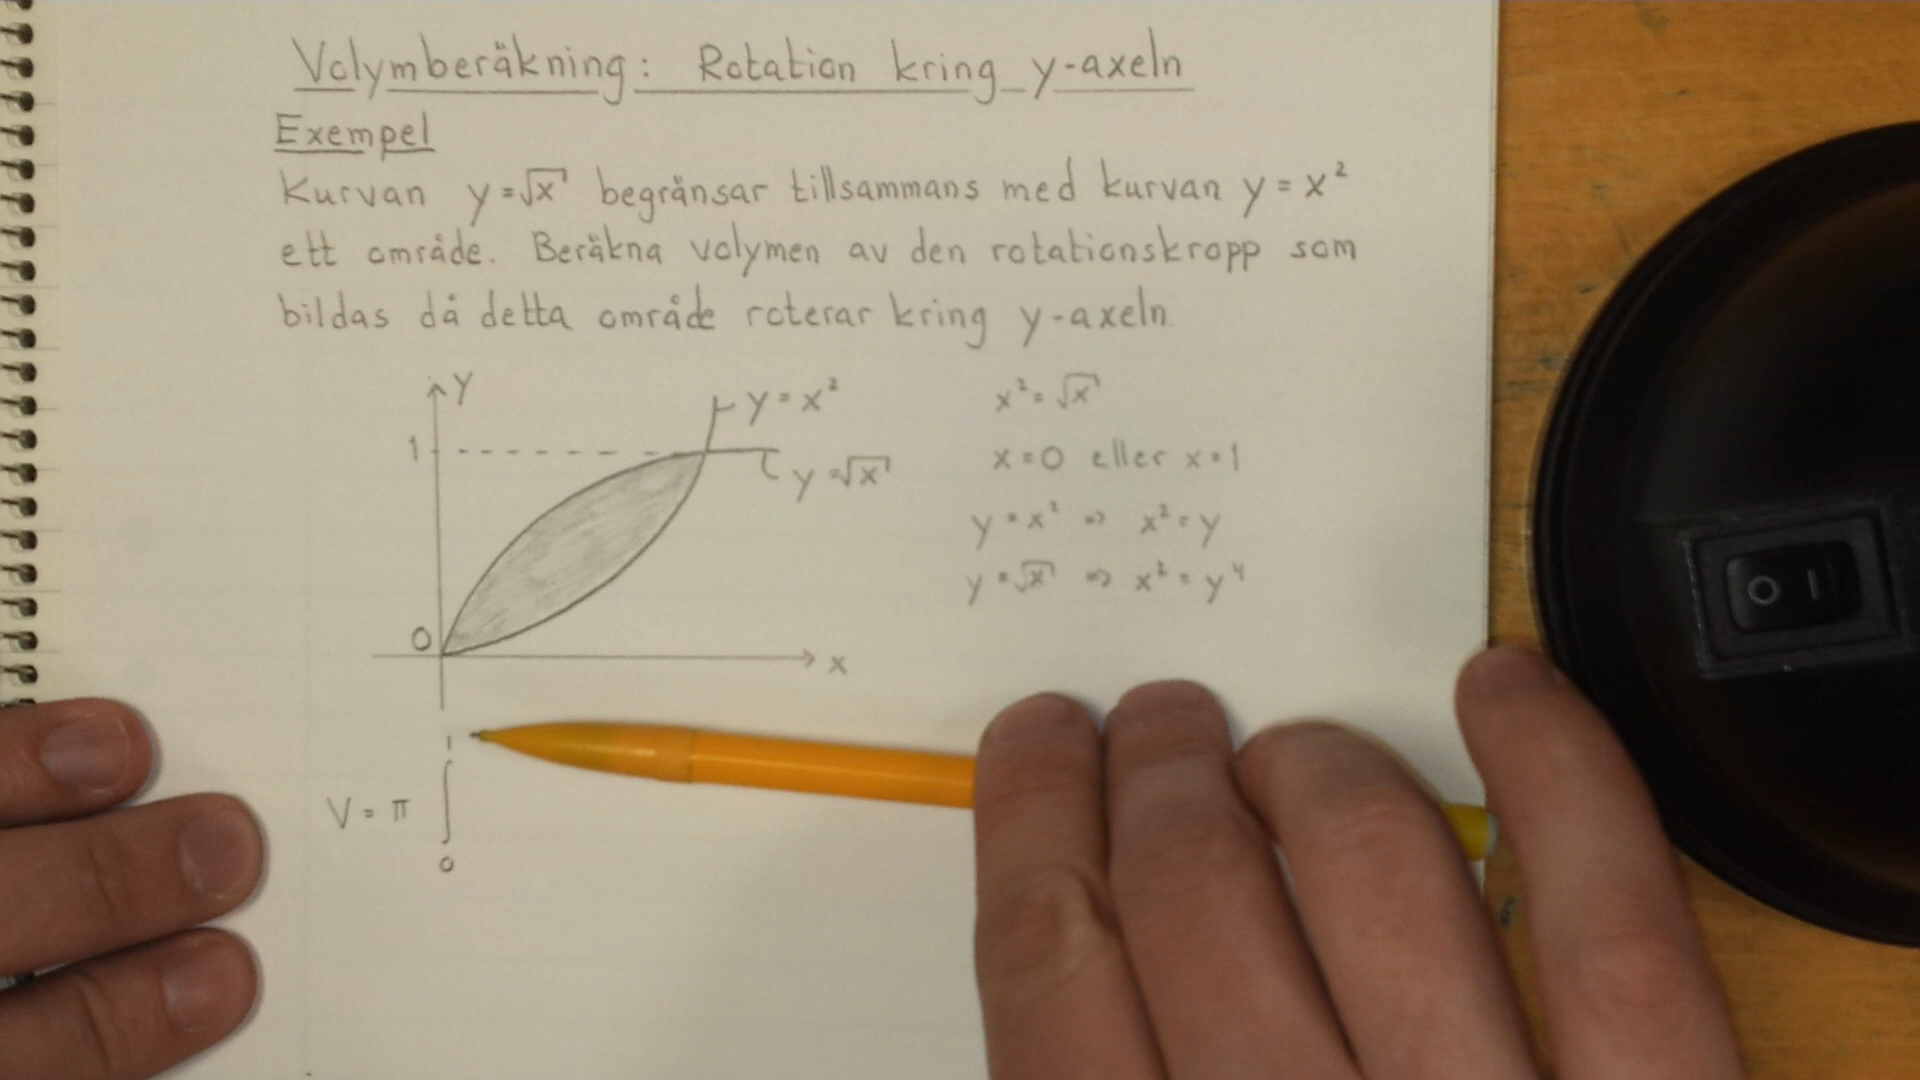 Volymberäkning: Rotation kring y-axeln
Exempel
Kurvan y=√x begränsar tillsammans med kurvan y = x²
ett område. Beräkna volymen av den rotationskropp som
bildas då detta område roterar kring y-axeln
y
y = x²
1
y = √x
0
x
x² = √x
x = 0 eller x = 1
y = x² => x² = y
y = √x => x² = y⁴
1
V = π ∫
0
O I